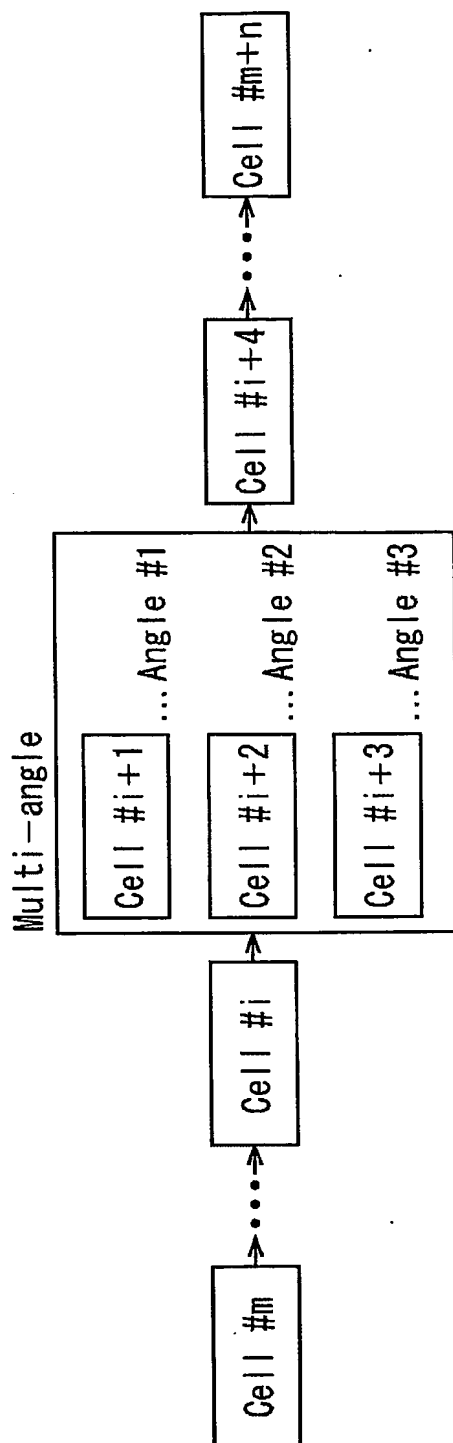 Multi-angle
Cell #m
Cell #i
Cell #i+1
...Angle #1
Cell #i+2
...Angle #2
Cell #i+3
...Angle #3
Cell #i+4
Cell #m+n